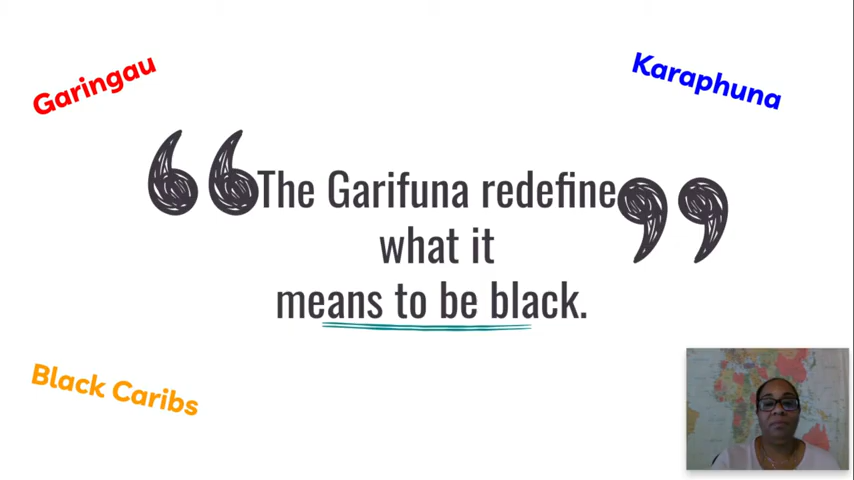 Garingau
Karaphuna
“The Garifuna redefine”
what it
means to be black.
Black Caribs